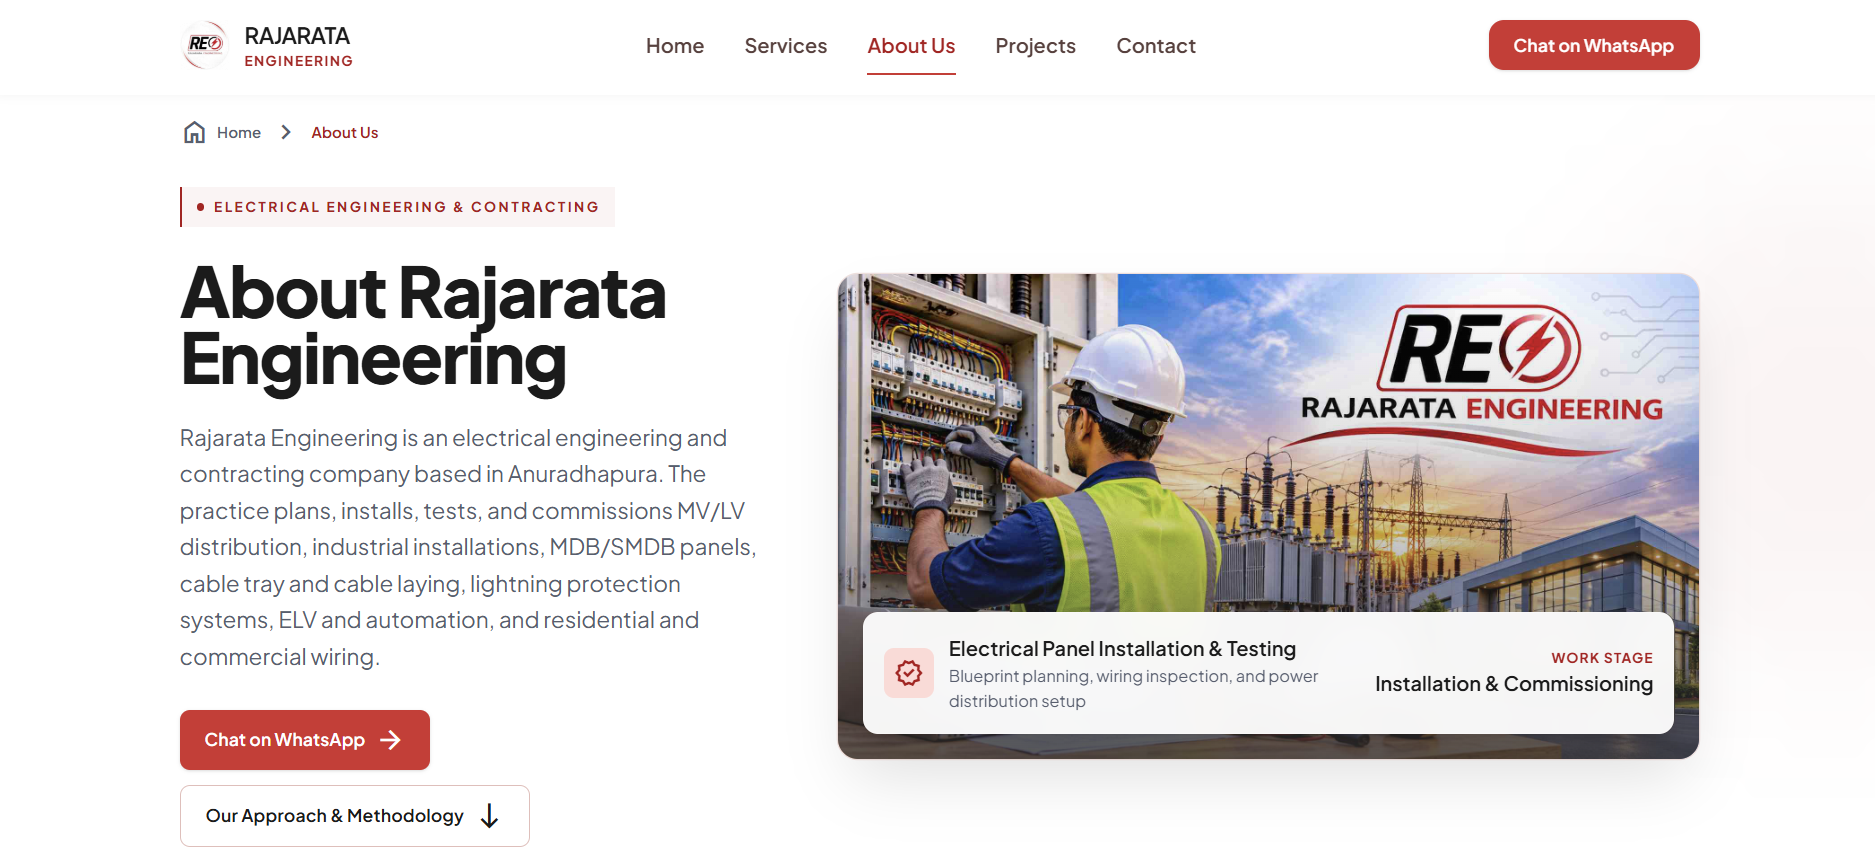 RAJARATA
ENGINEERING
Home
Services
About Us
Projects
Contact
Chat on WhatsApp
Home
About Us
ELECTRICAL ENGINEERING & CONTRACTING
About Rajarata
Engineering
Rajarata Engineering is an electrical engineering and
contracting company based in Anuradhapura. The
practice plans, installs, tests, and commissions MV/LV
distribution, industrial installations, MDB/SMDB panels,
cable tray and cable laying, lightning protection
systems, ELV and automation, and residential and
commercial wiring.
Chat on WhatsApp
Our Approach & Methodology
RE
RAJARATA ENGINEERING
Electrical Panel Installation & Testing
Blueprint planning, wiring inspection, and power
distribution setup
WORK STAGE
Installation & Commissioning